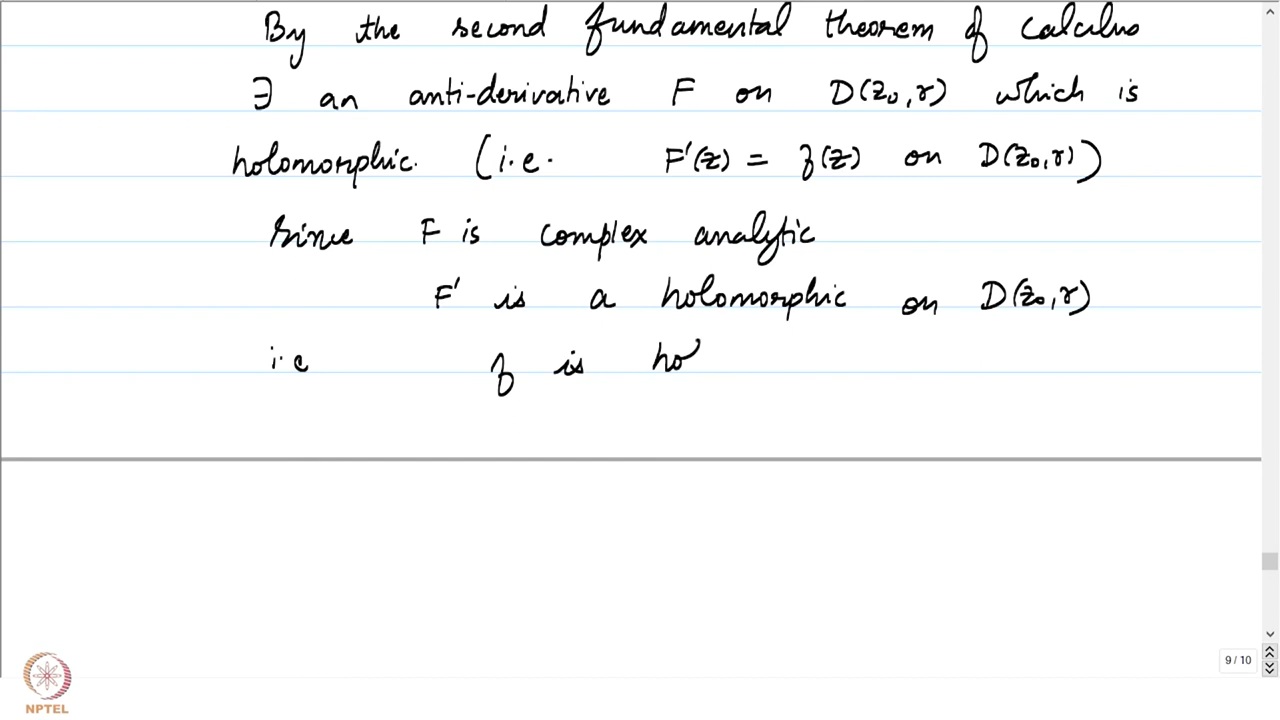 By the second fundamental theorem of calculus
∃ an anti-derivative F on D(z₀,r) which is
holomorphic. (i.e. F'(z) = f(z) on D(z₀,r))
Since F is complex analytic
F' is a holomorphic on D(z₀,r)
i.e f is ho
9 / 10
NPTEL